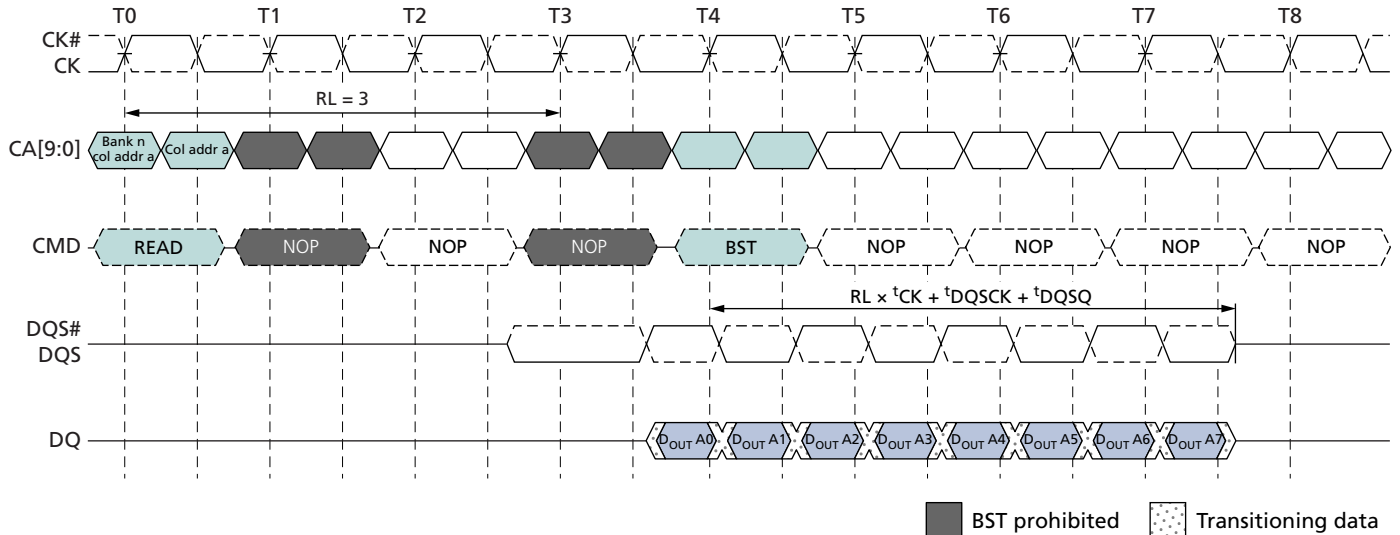 T0 T1 T2 T3 T4 T5 T6 T7 T8
CK#
CK
RL = 3
CA[9:0]
Bank n
col addr a
Col addr a
CMD
READ
NOP
NOP
NOP
BST
NOP
NOP
NOP
NOP
RL × tCK + tDQSCK + tDQSQ
DQS#
DQS
DQ
DOUT A0
DOUT A1
DOUT A2
DOUT A3
DOUT A4
DOUT A5
DOUT A6
DOUT A7
BST prohibited
Transitioning data